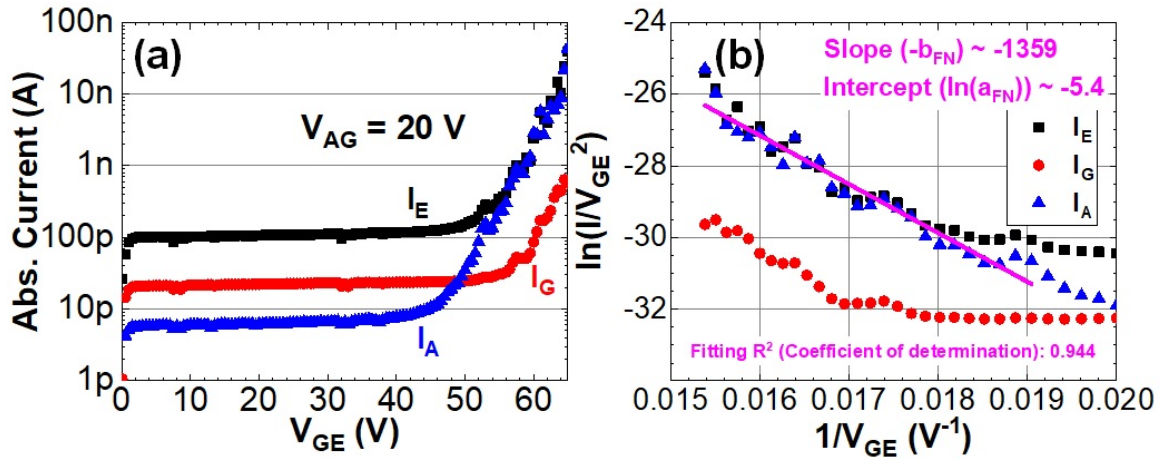 (a)
Abs. Current (A)
100n
10n
1n
100p
10p
1p
V_AG = 20 V
I_E
I_G
I_A
0 10 20 30 40 50 60
V_GE (V)
(b)
ln(I/V_GE²)
-24
-26
-28
-30
-32
Slope (-b_FN) ~ -1359
Intercept (ln(a_FN)) ~ -5.4
I_E
I_G
I_A
Fitting R² (Coefficient of determination): 0.944
0.015 0.016 0.017 0.018 0.019 0.020
1/V_GE (V⁻¹)